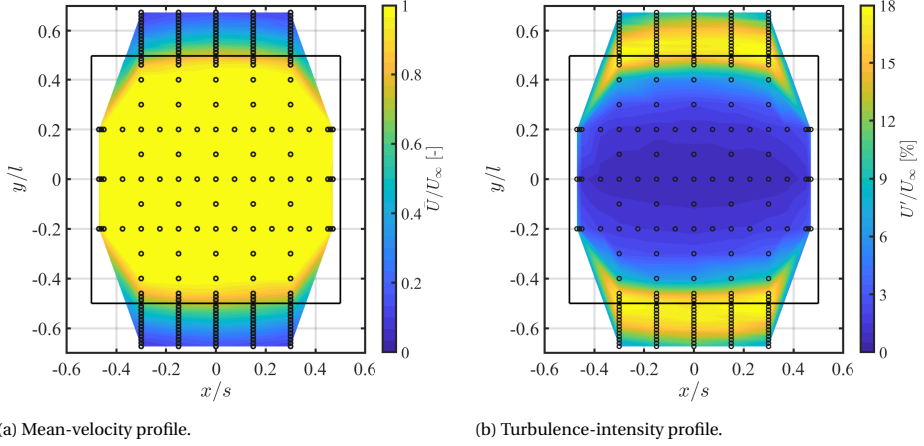 0.6
0.4
0.2
0
-0.2
-0.4
-0.6
y/l
-0.6 -0.4 -0.2 0 0.2 0.4 0.6
x/s
1
0.8
0.6
0.4
0.2
0
Ū/U∞ [-]
0.6
0.4
0.2
0
-0.2
-0.4
-0.6
y/l
-0.6 -0.4 -0.2 0 0.2 0.4 0.6
x/s
18
15
12
9
6
3
0
U'/U∞ [%]
(a) Mean-velocity profile.
(b) Turbulence-intensity profile.